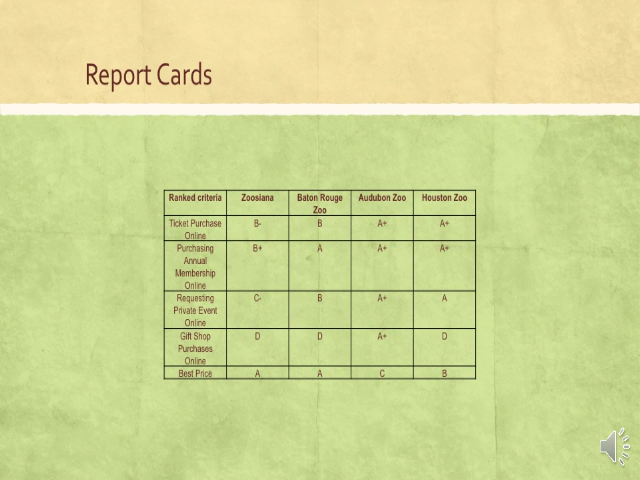 Report Cards
Ranked criteria Zoosiana Baton Rouge Zoo Audubon Zoo Houston Zoo
Ticket Purchase Online B- B A+ A+
Purchasing Annual Membership Online B+ A A+ A+
Requesting Private Event Online C- B A+ A
Gift Shop Purchases Online D D A+ D
Best Price A A C B